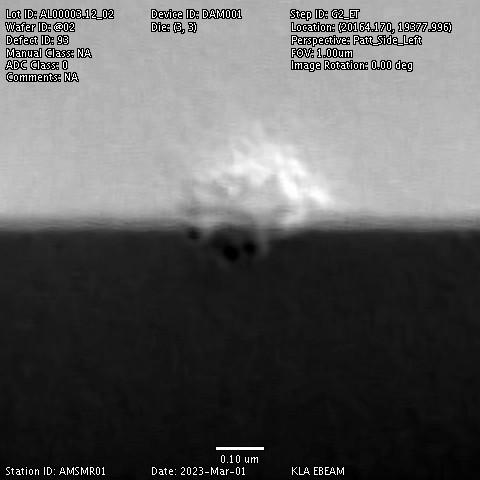 Lot ID: AL00003.12_02 Device ID: DAM001 Step ID: G2_ET
Wafer ID: @02 Die: (3, 3) Location: (20164.170, 19377.996)
Defect ID: 93 Perspective: Patt_Side_Left
Manual Class: NA FOV: 1.00um
ADC Class: 0 Image Rotation: 0.00 deg
Comments: NA
0.10 um
Station ID: AMSMR01 Date: 2023-Mar-01 KLA EBEAM